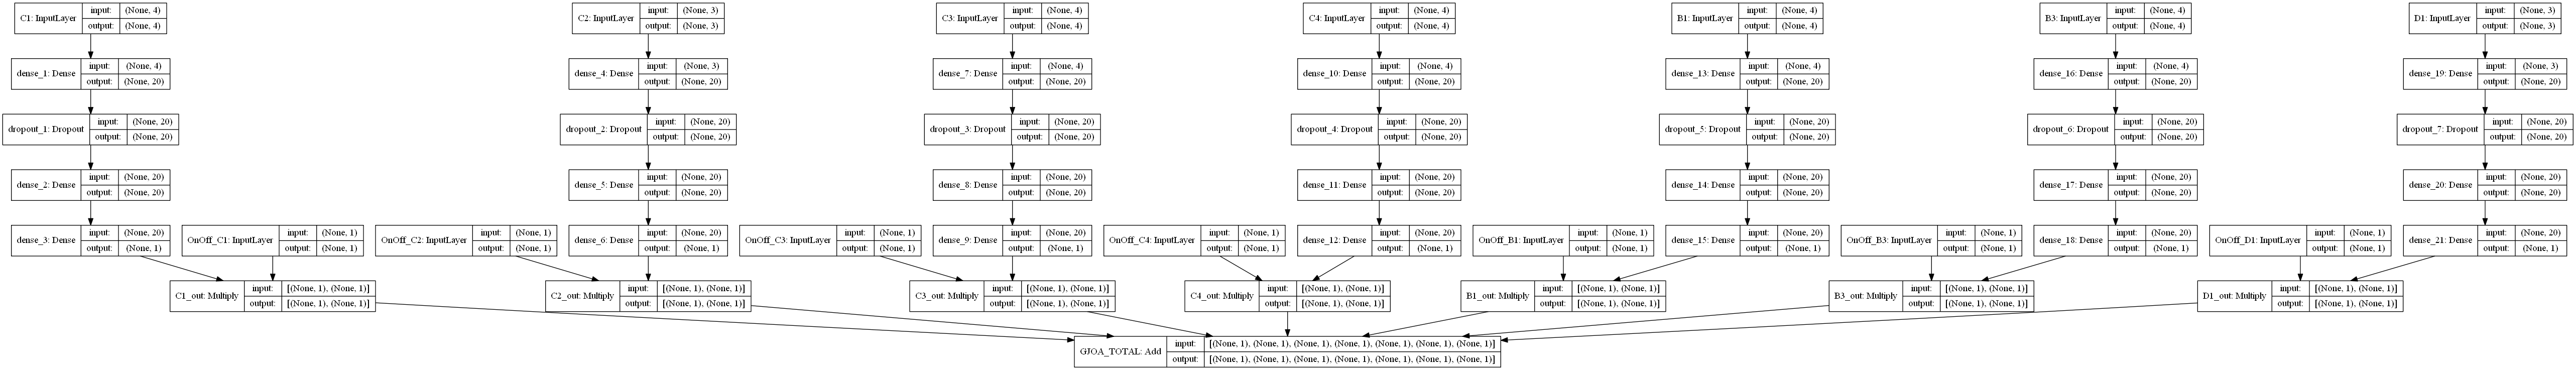 C1: InputLayer input: (None, 4) output: (None, 4)
C2: InputLayer input: (None, 3) output: (None, 3)
C3: InputLayer input: (None, 4) output: (None, 4)
C4: InputLayer input: (None, 4) output: (None, 4)
B1: InputLayer input: (None, 4) output: (None, 4)
B3: InputLayer input: (None, 4) output: (None, 4)
D1: InputLayer input: (None, 3) output: (None, 3)
dense_1: Dense input: (None, 4) output: (None, 20)
dense_4: Dense input: (None, 3) output: (None, 20)
dense_7: Dense input: (None, 4) output: (None, 20)
dense_10: Dense input: (None, 4) output: (None, 20)
dense_13: Dense input: (None, 4) output: (None, 20)
dense_16: Dense input: (None, 4) output: (None, 20)
dense_19: Dense input: (None, 3) output: (None, 20)
dropout_1: Dropout input: (None, 20) output: (None, 20)
dropout_2: Dropout input: (None, 20) output: (None, 20)
dropout_3: Dropout input: (None, 20) output: (None, 20)
dropout_4: Dropout input: (None, 20) output: (None, 20)
dropout_5: Dropout input: (None, 20) output: (None, 20)
dropout_6: Dropout input: (None, 20) output: (None, 20)
dropout_7: Dropout input: (None, 20) output: (None, 20)
dense_2: Dense input: (None, 20) output: (None, 20)
dense_5: Dense input: (None, 20) output: (None, 20)
dense_8: Dense input: (None, 20) output: (None, 20)
dense_11: Dense input: (None, 20) output: (None, 20)
dense_14: Dense input: (None, 20) output: (None, 20)
dense_17: Dense input: (None, 20) output: (None, 20)
dense_20: Dense input: (None, 20) output: (None, 20)
dense_3: Dense input: (None, 20) output: (None, 1)
OnOff_C1: InputLayer input: (None, 1) output: (None, 1)
OnOff_C2: InputLayer input: (None, 1) output: (None, 1)
dense_6: Dense input: (None, 20) output: (None, 1)
OnOff_C3: InputLayer input: (None, 1) output: (None, 1)
dense_9: Dense input: (None, 20) output: (None, 1)
OnOff_C4: InputLayer input: (None, 1) output: (None, 1)
dense_12: Dense input: (None, 20) output: (None, 1)
OnOff_B1: InputLayer input: (None, 1) output: (None, 1)
dense_15: Dense input: (None, 20) output: (None, 1)
OnOff_B3: InputLayer input: (None, 1) output: (None, 1)
dense_18: Dense input: (None, 20) output: (None, 1)
OnOff_D1: InputLayer input: (None, 1) output: (None, 1)
dense_21: Dense input: (None, 20) output: (None, 1)
C1_out: Multiply input: [(None, 1), (None, 1)] output: [(None, 1), (None, 1)]
C2_out: Multiply input: [(None, 1), (None, 1)] output: [(None, 1), (None, 1)]
C3_out: Multiply input: [(None, 1), (None, 1)] output: [(None, 1), (None, 1)]
C4_out: Multiply input: [(None, 1), (None, 1)] output: [(None, 1), (None, 1)]
B1_out: Multiply input: [(None, 1), (None, 1)] output: [(None, 1), (None, 1)]
B3_out: Multiply input: [(None, 1), (None, 1)] output: [(None, 1), (None, 1)]
D1_out: Multiply input: [(None, 1), (None, 1)] output: [(None, 1), (None, 1)]
GJOA_TOTAL: Add input: [(None, 1), (None, 1), (None, 1), (None, 1), (None, 1), (None, 1), (None, 1)] output: [(None, 1), (None, 1), (None, 1), (None, 1), (None, 1), (None, 1), (None, 1)]